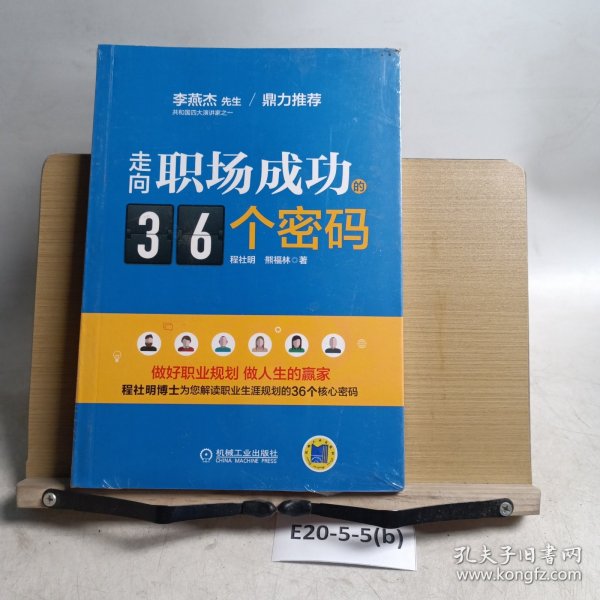 李燕杰 先生 / 鼎力推荐
共和国四大演讲家之一
走向 职场成功 的
36 个密码
程社明 熊福林◎著
做好职业规划 做人生的赢家
程社明博士为您解读职业生涯规划的36个核心密码
机械工业出版社
CHINA MACHINE PRESS
E20-5-5(b)
孔夫子旧书网
www.kongfz.com